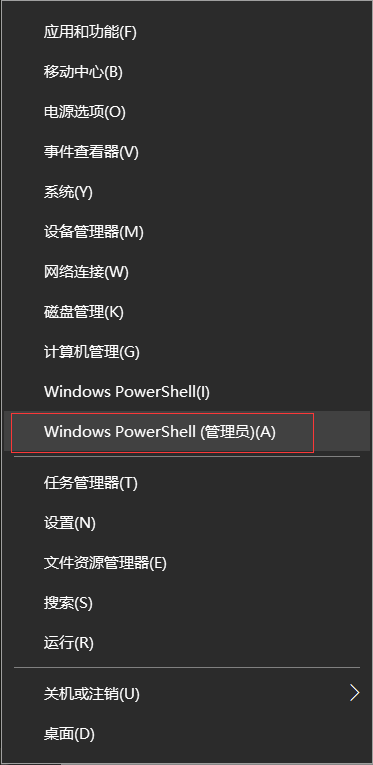 应用和功能(F)
移动中心(B)
电源选项(O)
事件查看器(V)
系统(Y)
设备管理器(M)
网络连接(W)
磁盘管理(K)
计算机管理(G)
Windows PowerShell(I)
Windows PowerShell (管理员)(A)
任务管理器(T)
设置(N)
文件资源管理器(E)
搜索(S)
运行(R)
关机或注销(U)
桌面(D)